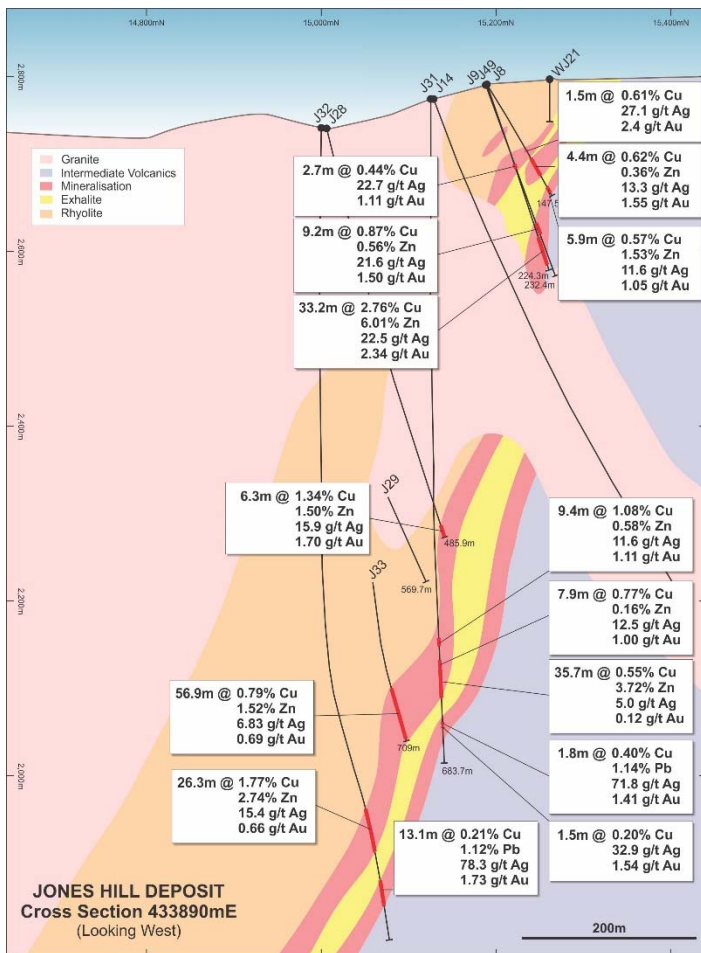 14,800mN
15,000mN
15,200mN
15,400mN
2,800m
2,600m
2,400m
2,200m
2,000m
J32
J28
J31
J14
J9
J49
J8
WJ21
Granite
Intermediate Volcanics
Mineralisation
Exhalite
Rhyolite
1.5m @ 0.61% Cu
27.1 g/t Ag
2.4 g/t Au
2.7m @ 0.44% Cu
22.7 g/t Ag
1.11 g/t Au
4.4m @ 0.62% Cu
0.36% Zn
13.3 g/t Ag
1.55 g/t Au
9.2m @ 0.87% Cu
0.56% Zn
21.6 g/t Ag
1.50 g/t Au
5.9m @ 0.57% Cu
1.53% Zn
11.6 g/t Ag
1.05 g/t Au
224.3m
232.4m
33.2m @ 2.76% Cu
6.01% Zn
22.5 g/t Ag
2.34 g/t Au
J29
6.3m @ 1.34% Cu
1.50% Zn
15.9 g/t Ag
1.70 g/t Au
485.9m
9.4m @ 1.08% Cu
0.58% Zn
11.6 g/t Ag
1.11 g/t Au
J33
569.7m
7.9m @ 0.77% Cu
0.16% Zn
12.5 g/t Ag
1.00 g/t Au
35.7m @ 0.55% Cu
3.72% Zn
5.0 g/t Ag
0.12 g/t Au
56.9m @ 0.79% Cu
1.52% Zn
6.83 g/t Ag
0.69 g/t Au
709m
683.7m
1.8m @ 0.40% Cu
1.14% Pb
71.8 g/t Ag
1.41 g/t Au
26.3m @ 1.77% Cu
2.74% Zn
15.4 g/t Ag
0.66 g/t Au
1.5m @ 0.20% Cu
32.9 g/t Ag
1.54 g/t Au
13.1m @ 0.21% Cu
1.12% Pb
78.3 g/t Ag
1.73 g/t Au
JONES HILL DEPOSIT
Cross Section 433890mE
(Looking West)
200m